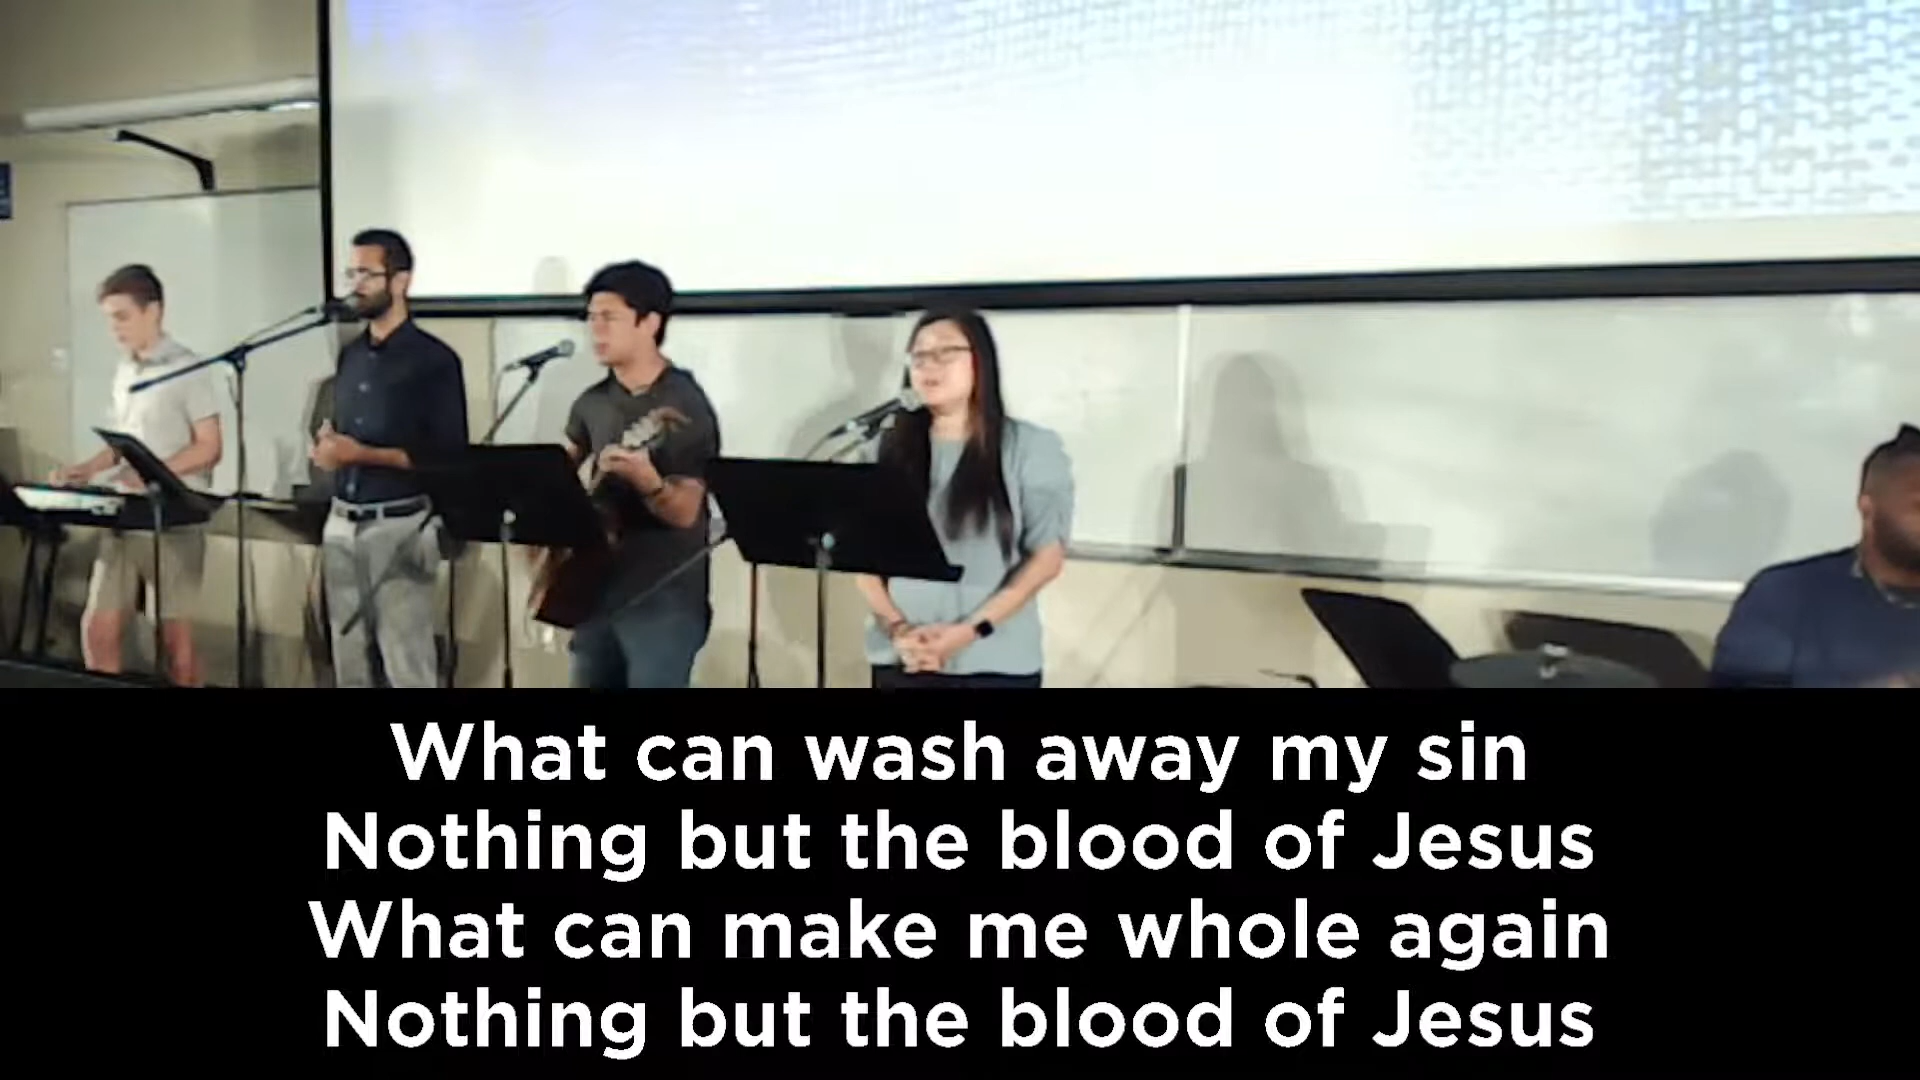 What can wash away my sin
Nothing but the blood of Jesus
What can make me whole again
Nothing but the blood of Jesus